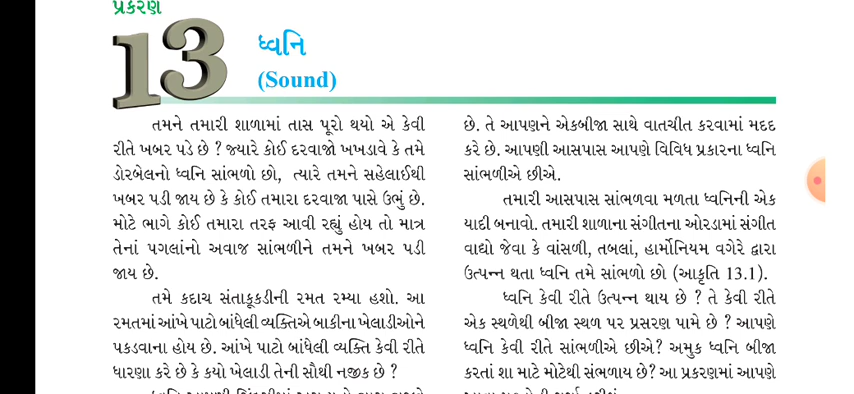 પ્રકરણ
13
ધ્વનિ
(Sound)
તમને તમારી શાળામાં તાસ પૂરો થયો એ કેવી
રીતે ખબર પડે છે ? જ્યારે કોઈ દરવાજો ખખડાવે કે તમે
ડોરબેલનો ધ્વનિ સાંભળો છો, ત્યારે તમને સહેલાઈથી
ખબર પડી જાય છે કે કોઈ તમારા દરવાજા પાસે ઉભું છે.
મોટે ભાગે કોઈ તમારા તરફ આવી રહ્યું હોય તો માત્ર
તેનાં પગલાંનો અવાજ સાંભળીને તમને ખબર પડી
જાય છે.
તમે કદાચ સંતાકૂકડીની રમત રમ્યા હશો. આ
રમતમાં આંખે પાટો બાંધેલી વ્યક્તિએ બાકીના ખેલાડીઓને
પકડવાના હોય છે. આંખે પાટો બાંધેલી વ્યક્તિ કેવી રીતે
ધારણા કરે છે કે કયો ખેલાડી તેની સૌથી નજીક છે ?
છે. તે આપણને એકબીજા સાથે વાતચીત કરવામાં મદદ
કરે છે. આપણી આસપાસ આપણે વિવિધ પ્રકારના ધ્વનિ
સાંભળીએ છીએ.
તમારી આસપાસ સાંભળવા મળતા ધ્વનિની એક
યાદી બનાવો. તમારી શાળાના સંગીતના ઓરડામાં સંગીત
વાદ્યો જેવા કે વાંસળી, તબલાં, હાર્મોનિયમ વગેરે દ્વારા
ઉત્પન્ન થતા ધ્વનિ તમે સાંભળો છો (આકૃતિ 13.1).
ધ્વનિ કેવી રીતે ઉત્પન્ન થાય છે ? તે કેવી રીતે
એક સ્થળેથી બીજા સ્થળ પર પ્રસરણ પામે છે ? આપણે
ધ્વનિ કેવી રીતે સાંભળીએ છીએ? અમુક ધ્વનિ બીજા
કરતાં શા માટે મોટેથી સંભળાય છે? આ પ્રકરણમાં આપણે